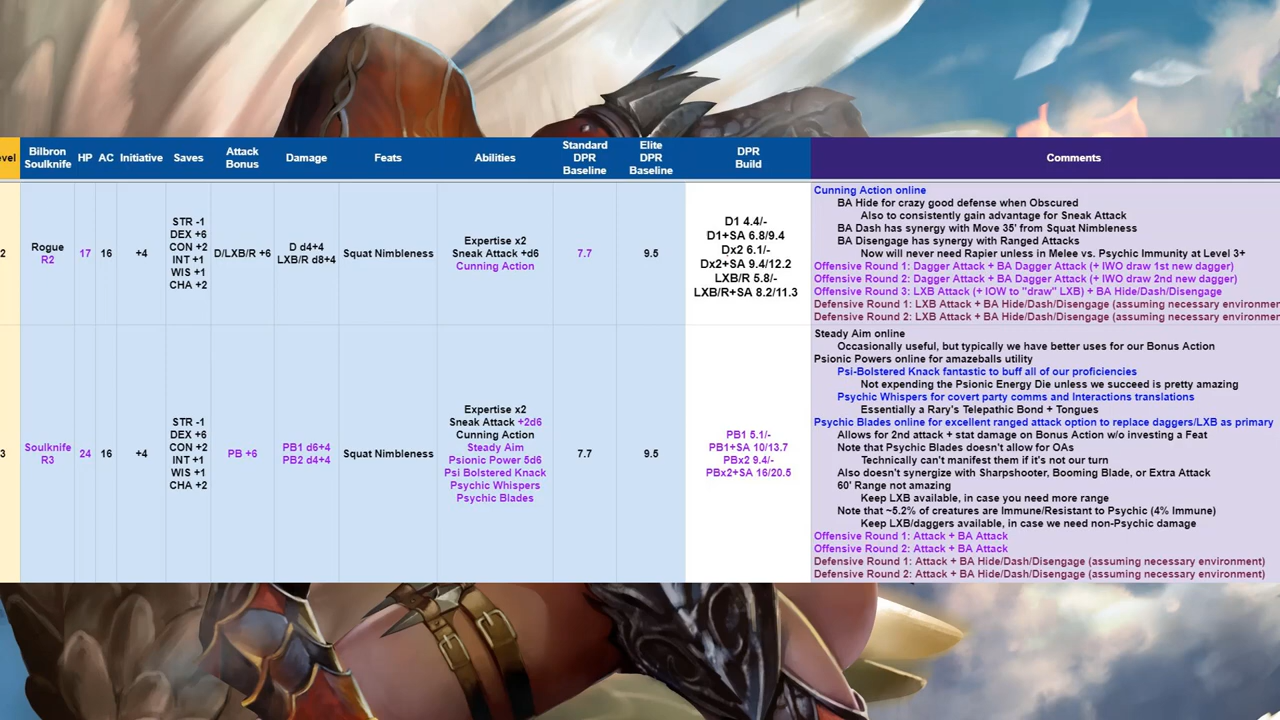 evel
Bilbron Soulknife
HP
AC
Initiative
Saves
Attack Bonus
Damage
Feats
Abilities
Standard DPR Baseline
Elite DPR Baseline
DPR Build
Comments
2
Rogue
R2
17
16
+4
STR -1
DEX +6
CON +2
INT +1
WIS +1
CHA +2
D/LXB/R +6
D d4+4
LXB/R d8+4
Squat Nimbleness
Expertise x2
Sneak Attack +d6
Cunning Action
7.7
9.5
D1 4.4/-
D1+SA 6.8/9.4
Dx2 6.1/-
Dx2+SA 9.4/12.2
LXB/R 5.8/-
LXB/R+SA 8.2/11.3
Cunning Action online
BA Hide for crazy good defense when Obscured
Also to consistently gain advantage for Sneak Attack
BA Dash has synergy with Move 35' from Squat Nimbleness
BA Disengage has synergy with Ranged Attacks
Now will never need Rapier unless in Melee vs. Psychic Immunity at Level 3+
Offensive Round 1: Dagger Attack + BA Dagger Attack (+ IWO draw 1st new dagger)
Offensive Round 2: Dagger Attack + BA Dagger Attack (+ IWO draw 2nd new dagger)
Offensive Round 3: LXB Attack (+ IOW to "draw" LXB) + BA Hide/Dash/Disengage
Defensive Round 1: LXB Attack + BA Hide/Dash/Disengage (assuming necessary environmen
Defensive Round 2: LXB Attack + BA Hide/Dash/Disengage (assuming necessary environmen
3
Soulknife
R3
24
16
+4
STR -1
DEX +6
CON +2
INT +1
WIS +1
CHA +2
PB +6
PB1 d6+4
PB2 d4+4
Squat Nimbleness
Expertise x2
Sneak Attack +2d6
Cunning Action
Steady Aim
Psionic Power 5d6
Psi Bolstered Knack
Psychic Whispers
Psychic Blades
7.7
9.5
PB1 5.1/-
PB1+SA 10/13.7
PBx2 9.4/-
PBx2+SA 16/20.5
Steady Aim online
Occasionally useful, but typically we have better uses for our Bonus Action
Psionic Powers online for amazeballs utility
Psi-Bolstered Knack fantastic to buff all of our proficiencies
Not expending the Psionic Energy Die unless we succeed is pretty amazing
Psychic Whispers for covert party comms and Interactions translations
Essentially a Rary's Telepathic Bond + Tongues
Psychic Blades online for excellent ranged attack option to replace daggers/LXB as primary
Allows for 2nd attack + stat damage on Bonus Action w/o investing a Feat
Note that Psychic Blades doesn't allow for OAs
Technically can't manifest them if it's not our turn
Also doesn't synergize with Sharpshooter, Booming Blade, or Extra Attack
60' Range not amazing
Keep LXB available, in case you need more range
Note that ~5.2% of creatures are Immune/Resistant to Psychic (4% Immune)
Keep LXB/daggers available, in case we need non-Psychic damage
Offensive Round 1: Attack + BA Attack
Offensive Round 2: Attack + BA Attack
Defensive Round 1: Attack + BA Hide/Dash/Disengage (assuming necessary environment)
Defensive Round 2: Attack + BA Hide/Dash/Disengage (assuming necessary environment)